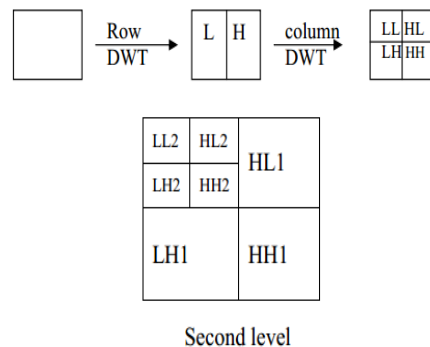 Row
DWT
L H
column
DWT
LL HL
LH HH
LL2 HL2
LH2 HH2
HL1
LH1
HH1
Second level